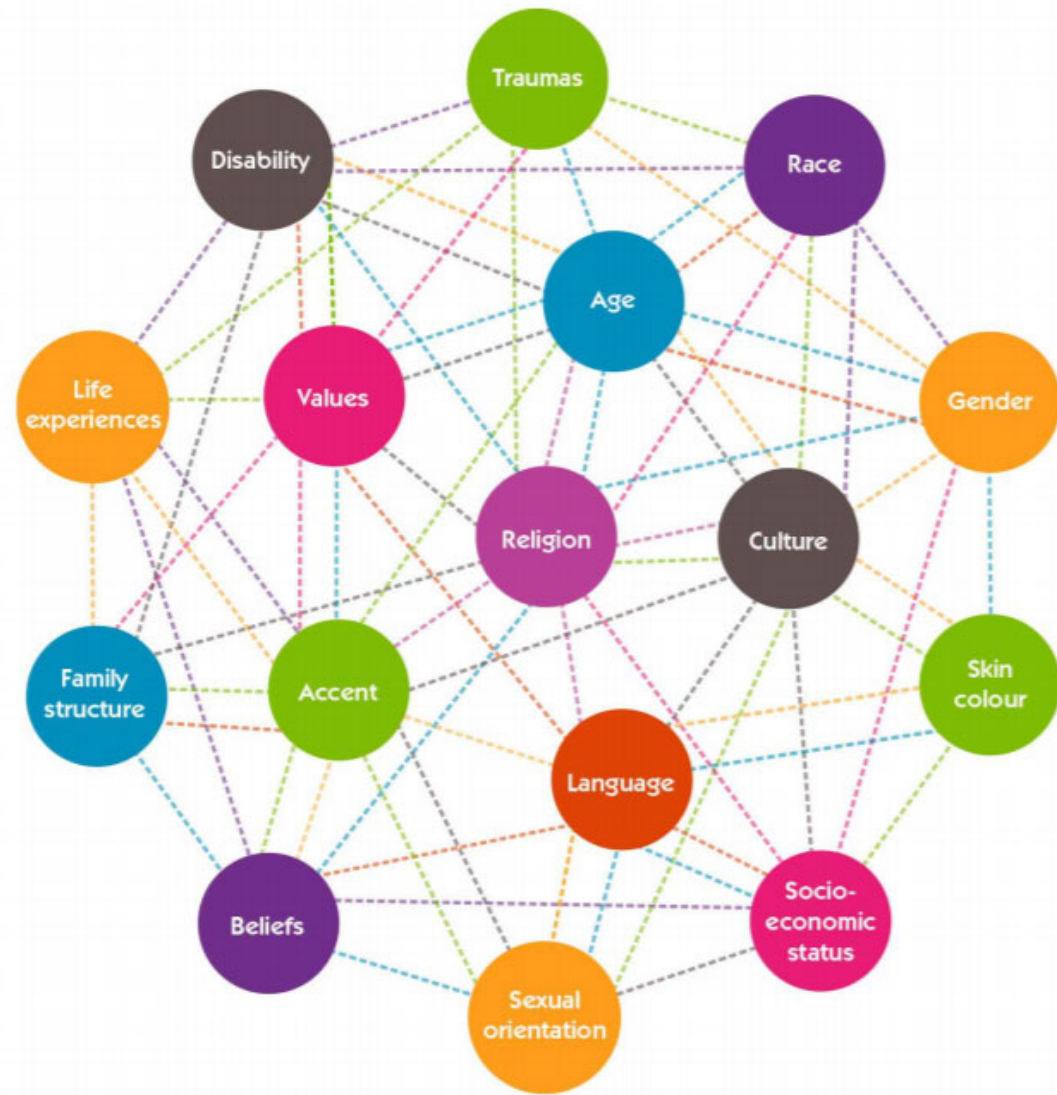 Traumas
Disability
Race
Age
Life
experiences
Values
Gender
Religion
Culture
Family
structure
Accent
Skin
colour
Language
Beliefs
Socio-
economic
status
Sexual
orientation